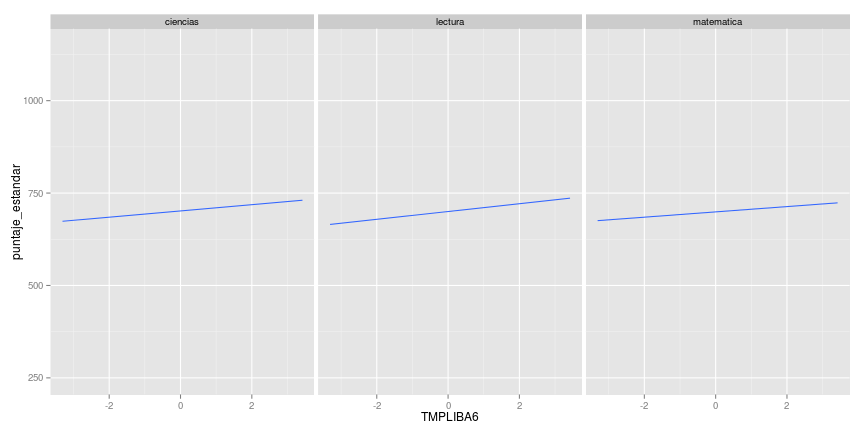 ciencias lectura matematica
puntaje_estandar
1000
750
500
250
-2 0 2 -2 0 2 -2 0 2
TMPLIBA6